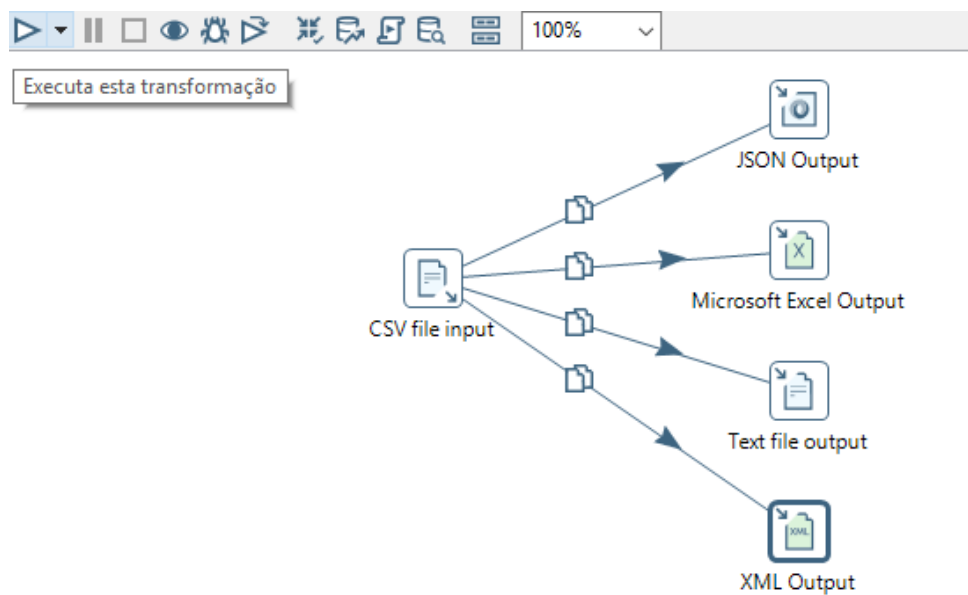 100%
Executa esta transformação
JSON Output
X
Microsoft Excel Output
CSV file input
Text file output
XML
XML Output